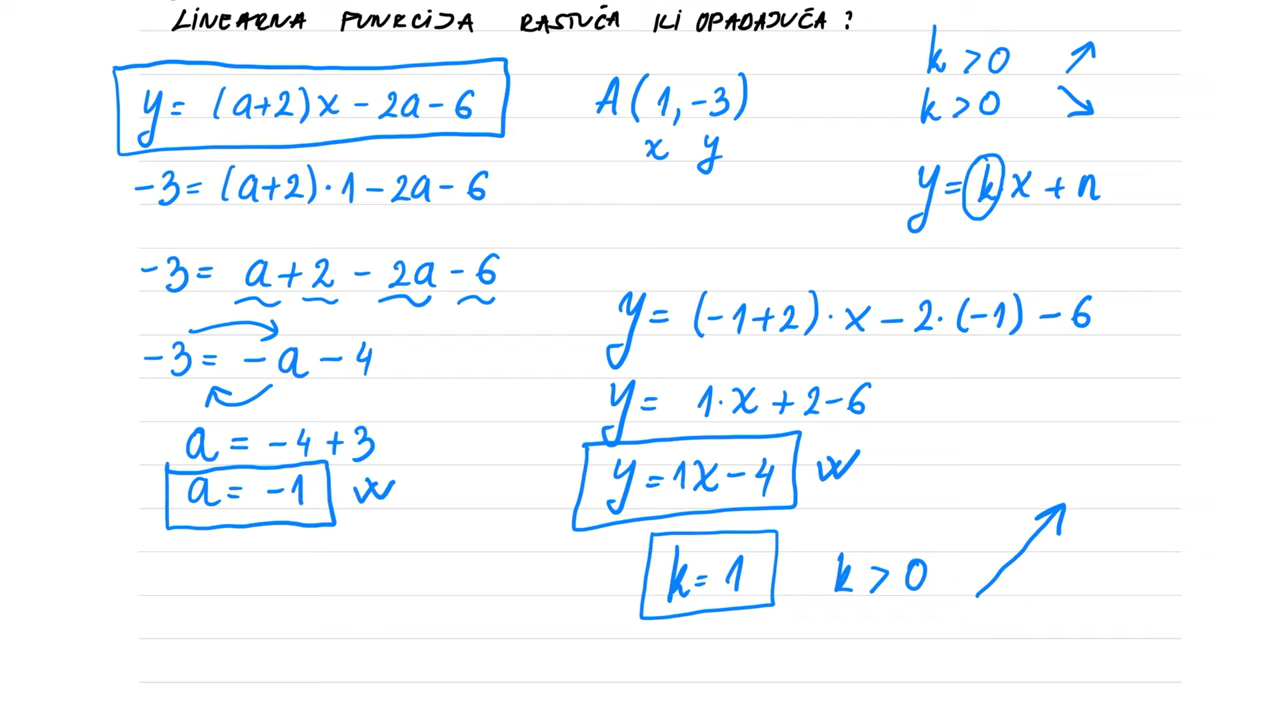 LINEARNA FUNKCIJA RASTUĆA ILI OPADAJUĆA?
y = (a+2)x - 2a - 6
A(1, -3)
x y
k > 0 ↗
k > 0 ↘
y = kx + n
-3 = (a+2)·1 - 2a - 6
-3 = a + 2 - 2a - 6
-3 = -a - 4
a = -4 + 3
a = -1
y = (-1+2)·x - 2·(-1) - 6
y = 1·x + 2 - 6
y = 1x - 4
k = 1 k > 0